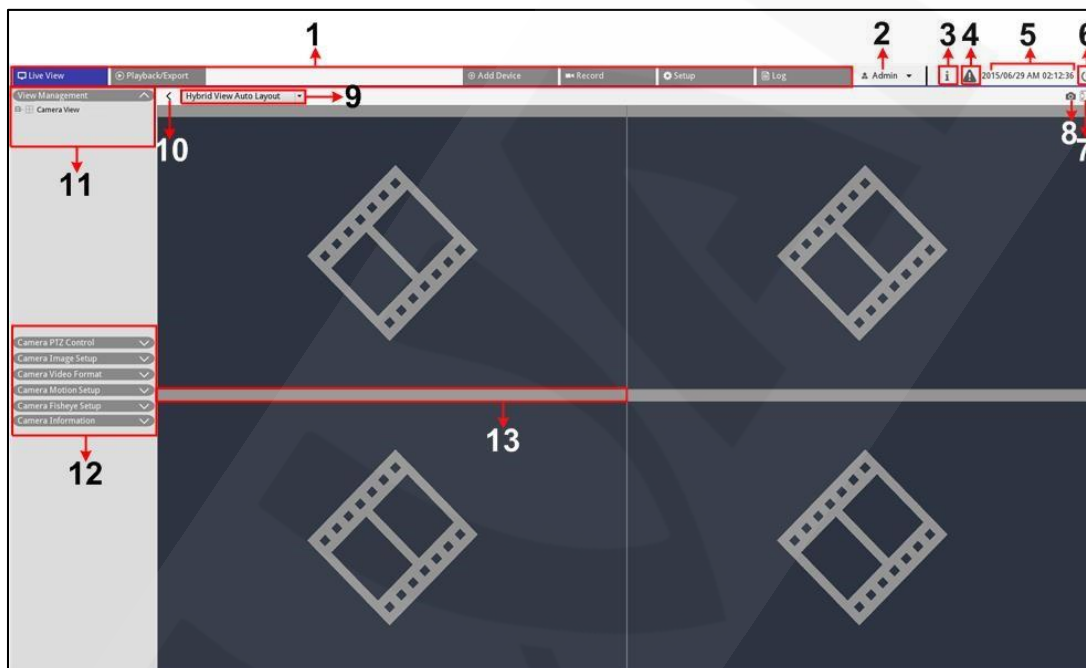 1 2 3 4 5 6
Live View Playback/Export Add Device Record Setup Log Admin i 2015/06/29 AM 02:12:36
View Management Hybrid View Auto Layout 9
Camera View 8
10 7
11
Camera PTZ Control
Camera Image Setup
Camera Video Format
Camera Motion Setup
Camera Fisheye Setup
Camera Information
13
12